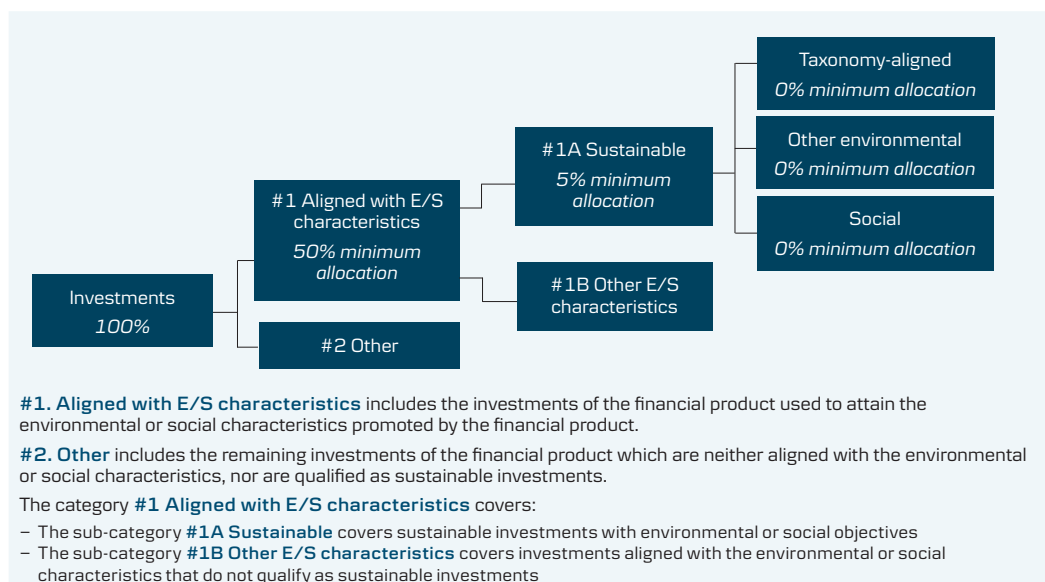 Investments
100%
#1 Aligned with E/S
characteristics
50% minimum
allocation
#2 Other
#1A Sustainable
5% minimum
allocation
#1B Other E/S
characteristics
Taxonomy-aligned
0% minimum allocation
Other environmental
0% minimum allocation
Social
0% minimum allocation
#1. Aligned with E/S characteristics includes the investments of the financial product used to attain the
environmental or social characteristics promoted by the financial product.
#2. Other includes the remaining investments of the financial product which are neither aligned with the environmental
or social characteristics, nor are qualified as sustainable investments.
The category #1 Aligned with E/S characteristics covers:
– The sub-category #1A Sustainable covers sustainable investments with environmental or social objectives
– The sub-category #1B Other E/S characteristics covers investments aligned with the environmental or social
characteristics that do not qualify as sustainable investments